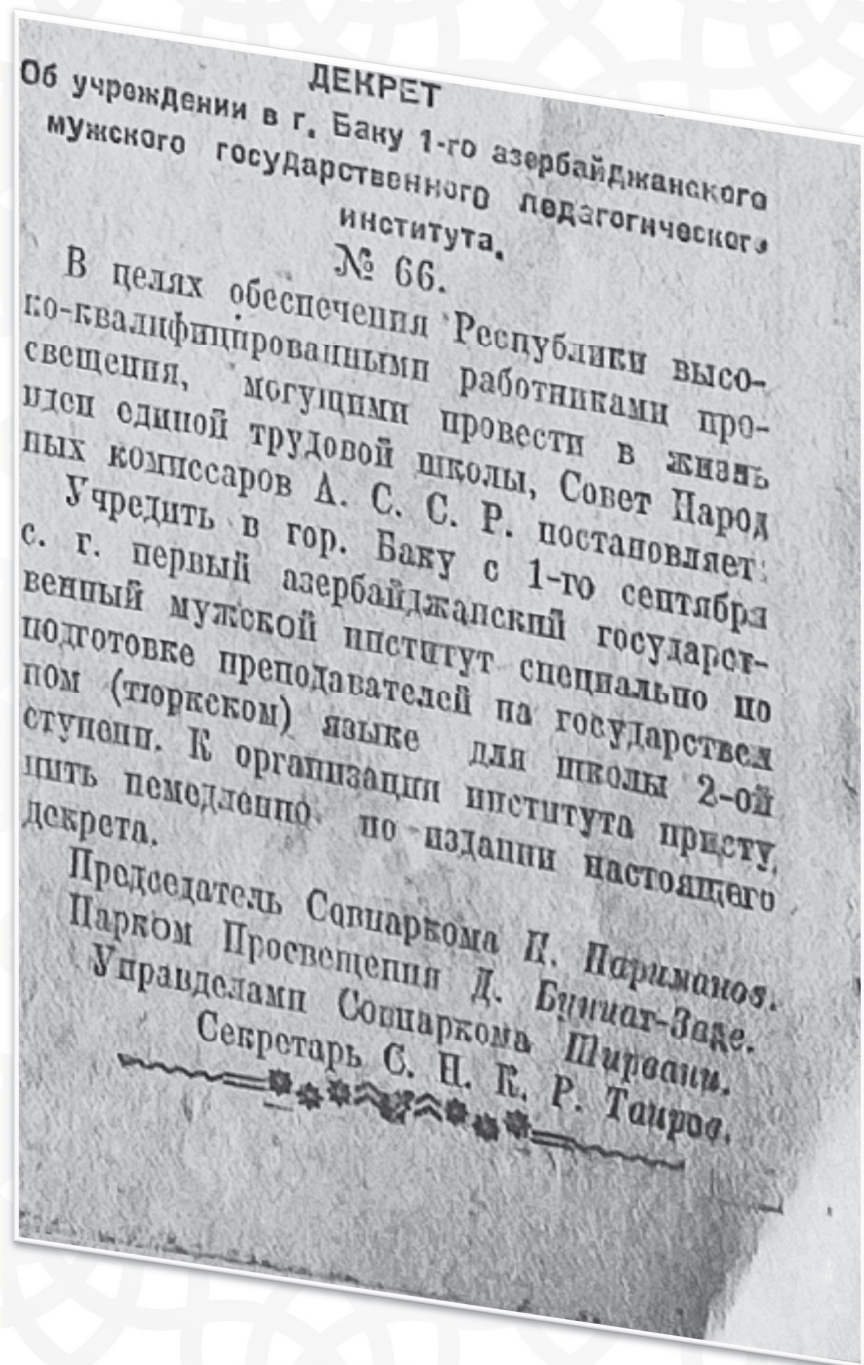 ДЕКРЕТ
Об учреждении в г. Баку 1-го азербайджанского
мужского государственного педагогического
института.
№ 66.
В целях обеспечения Республики высо-
ко-квалифицированными работниками про-
свещения, могущими провести в жизнь
идеи единой трудовой школы, Совет Народ
ных комиссаров А. С. С. Р. постановляет:
Учредить в гор. Баку с 1-го сентября
с. г. первый азербайджанский государст-
венный мужской институт специально по
подготовке преподавателей на государствен
ном (тюркском) языке для школы 2-ой
ступени. К организации института присту
пить немедленно по издании настоящего
декрета.
Председатель Совнаркома Н. Нариманов.
Нарком Просвещения Д. Буниат-Заде.
Управделами Совнаркома Ширвани.
Секретарь С. Н. К. Р. Таиров.